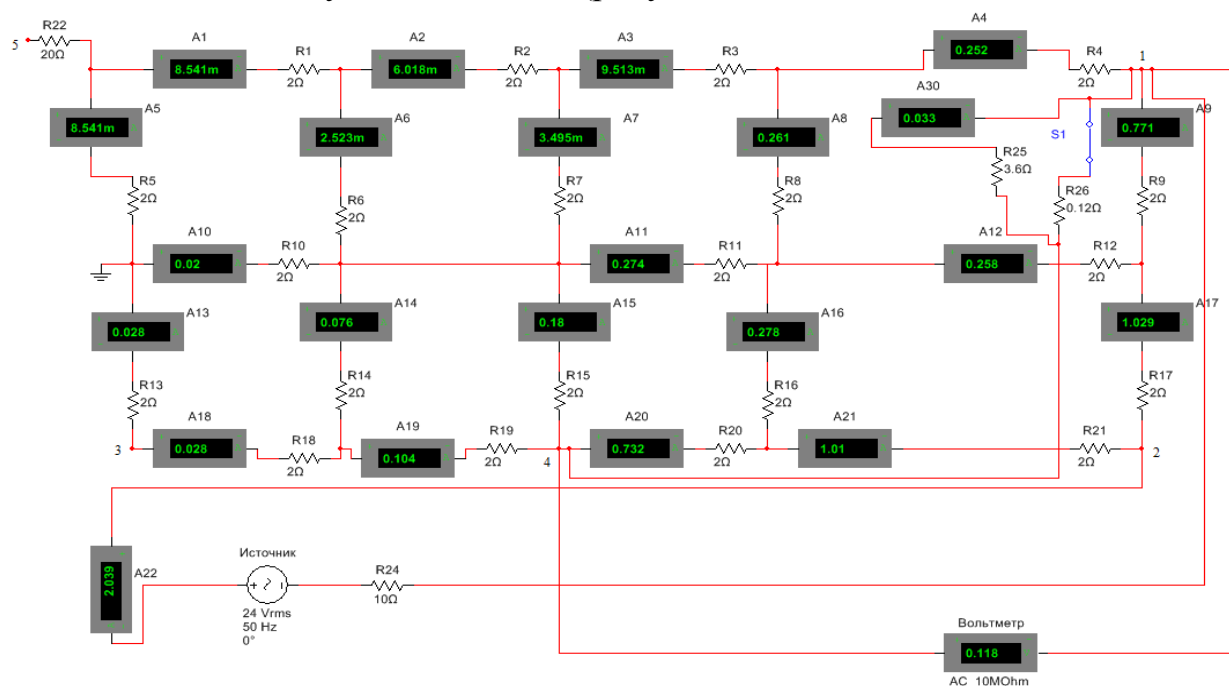 R22
5
20Ω
A1
8.541m
R1
2Ω
A2
6.018m
R2
2Ω
A3
9.513m
R3
2Ω
A4
0.252
R4
2Ω
1
A5
8.541m
A6
2.523m
A7
3.495m
A8
0.261
A30
0.033
S1
A9
0.771
R25
3.6Ω
R26
0.12Ω
R5
2Ω
R6
2Ω
R7
2Ω
R8
2Ω
R9
2Ω
A10
0.02
R10
2Ω
A11
0.274
R11
2Ω
A12
0.258
R12
2Ω
A13
0.028
A14
0.076
A15
0.18
A16
0.278
A17
1.029
R13
2Ω
R14
2Ω
R15
2Ω
R16
2Ω
R17
2Ω
3
A18
0.028
R18
2Ω
A19
0.104
R19
2Ω
4
A20
0.732
R20
2Ω
A21
1.01
R21
2Ω
2
A22
2.039
Источник
24 Vrms
50 Hz
0°
R24
10Ω
Вольтметр
0.118
AC 10MOhm